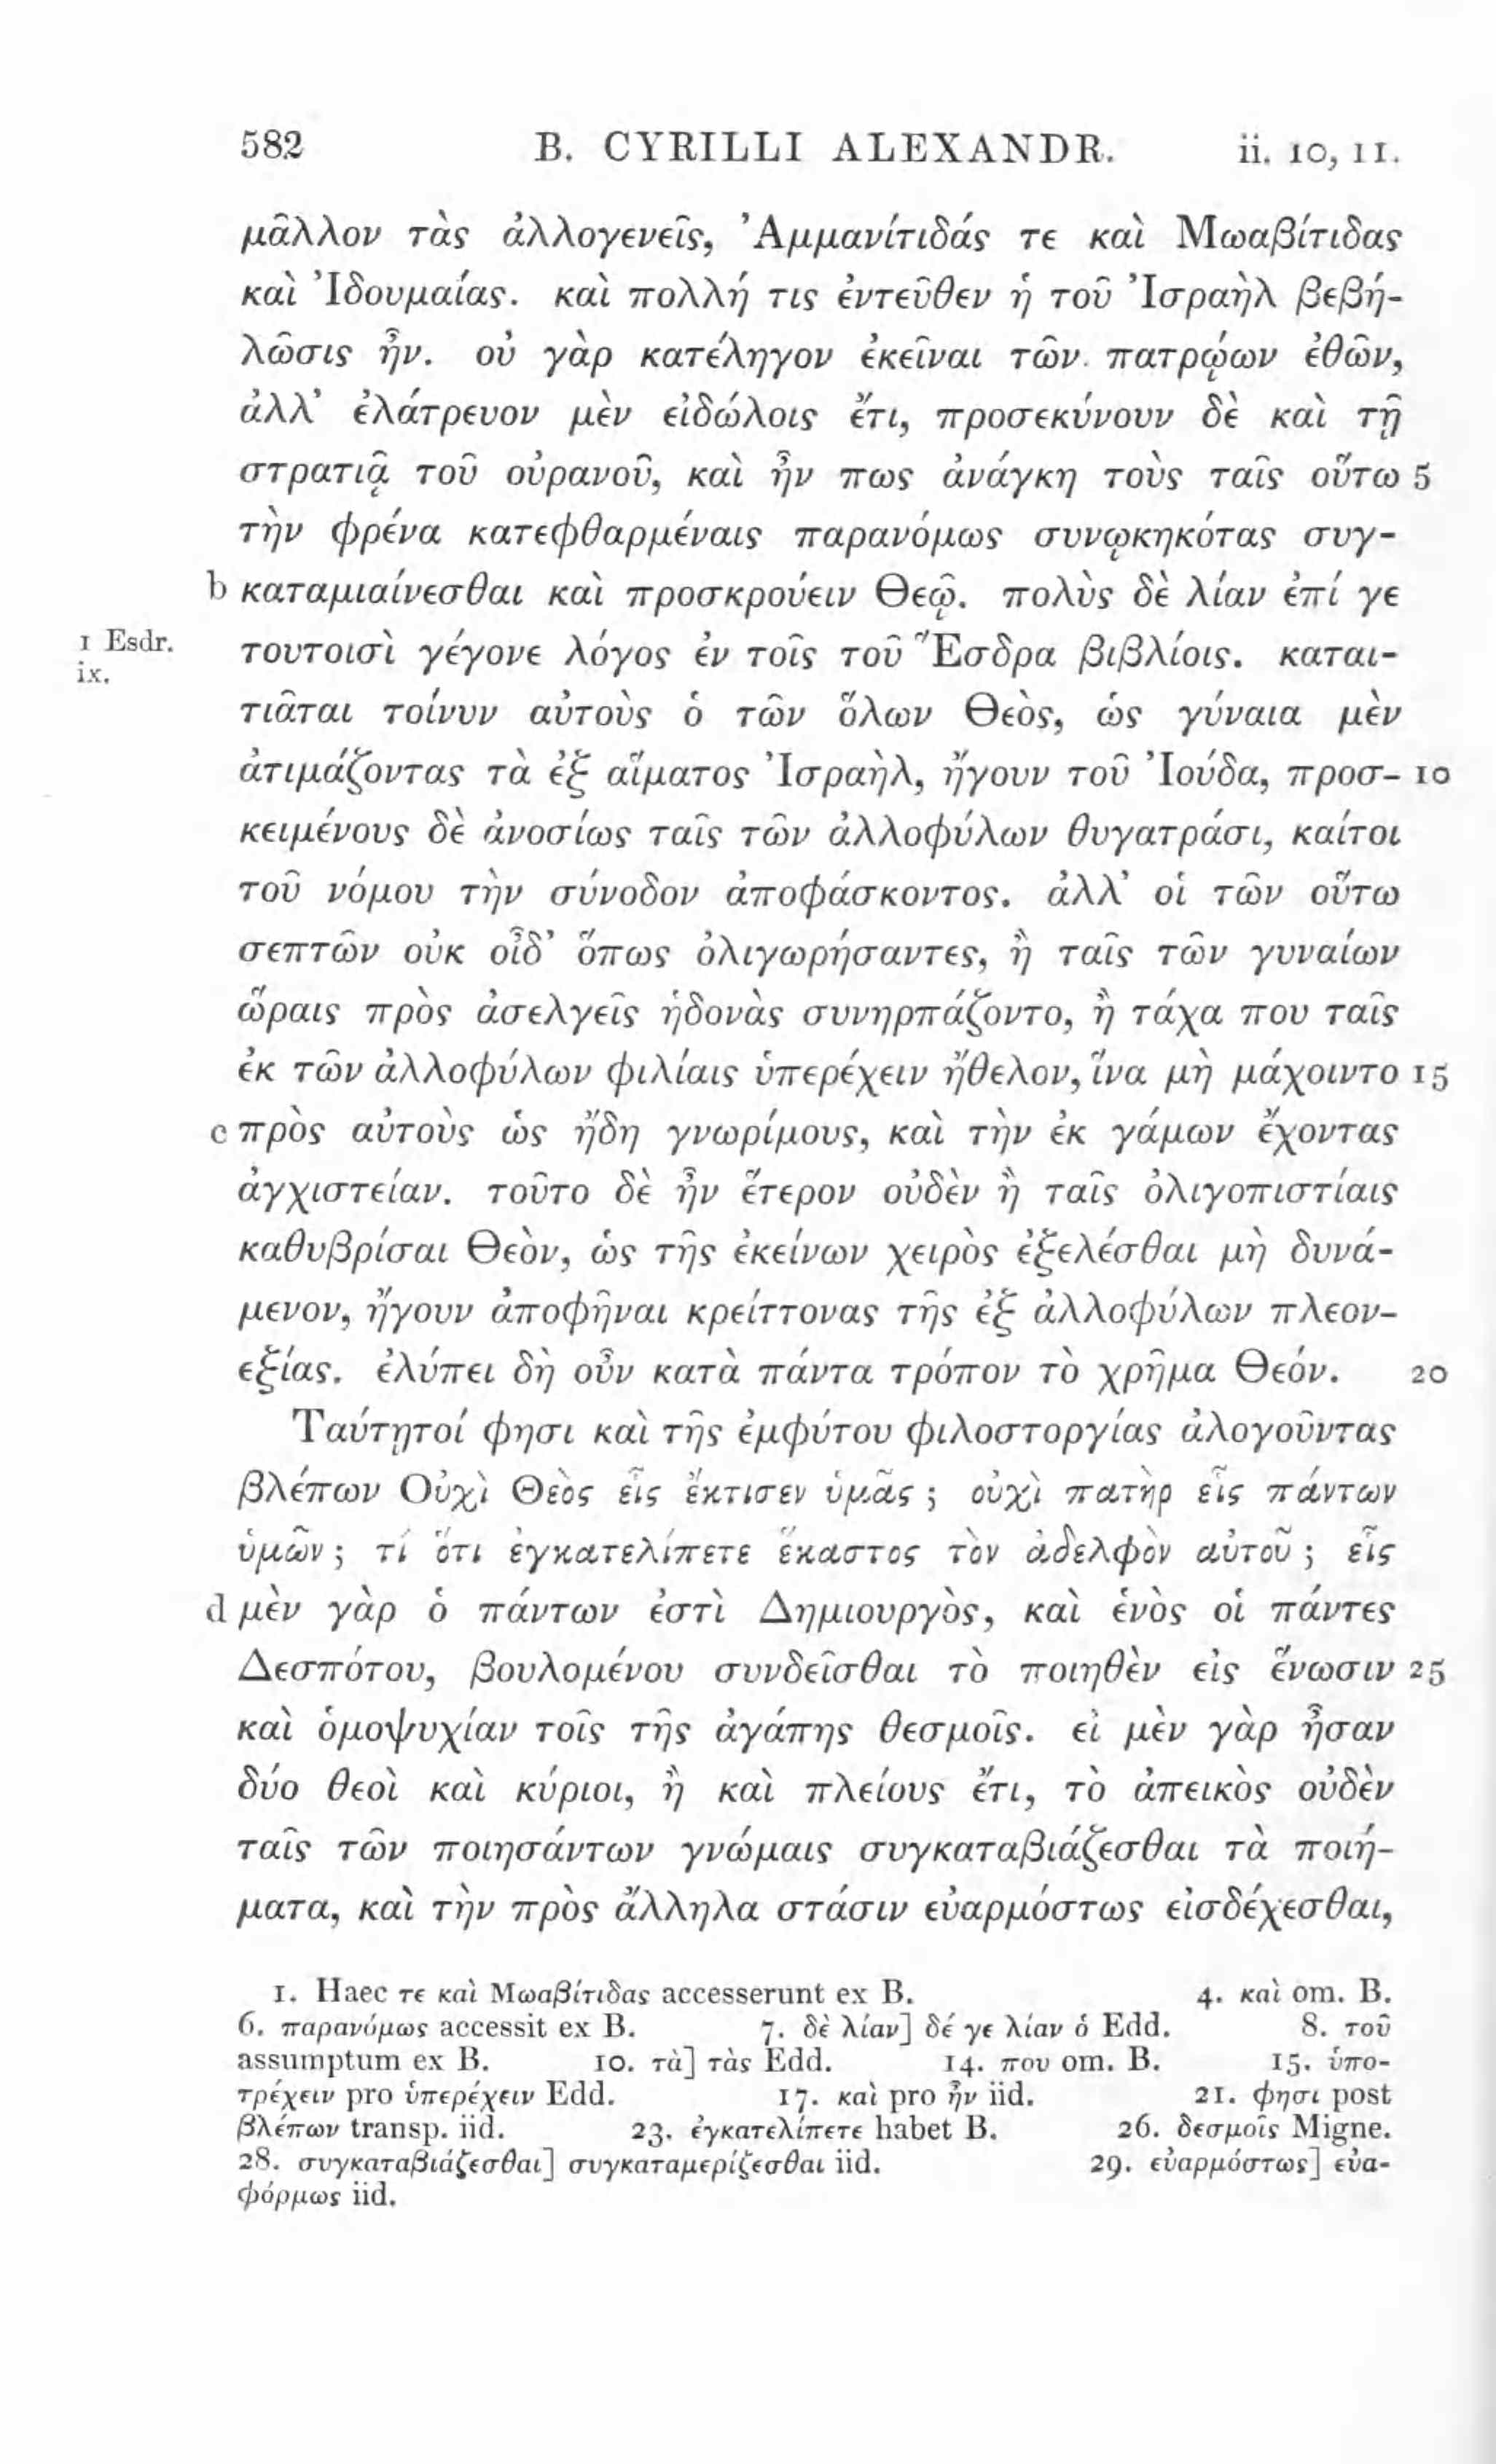 582 B. CYRILLI ALEXANDR. ii. 10, 11.
μᾶλλον τὰς ἀλλογενεῖς, Ἀμμανίτιδάς τε καὶ Μωαβίτιδας
καὶ Ἰδουμαίας. καὶ πολλή τις ἐντεῦθεν ἡ τοῦ Ἰσραὴλ βεβή-
λῶσις ἦν. οὐ γὰρ κατέληγον ἐκεῖναι τῶν πατρῴων ἐθῶν,
ἀλλ’ ἐλάτρευον μὲν εἰδώλοις ἔτι, προσεκύνουν δὲ καὶ τῇ
στρατιᾷ τοῦ οὐρανοῦ, καὶ ἦν πως ἀνάγκη τοὺς ταῖς οὕτω 5
τὴν φρένα κατεφθαρμέναις παρανόμως συνῳκηκότας συγ-
b καταμιαίνεσθαι καὶ προσκρούειν Θεῷ. πολὺς δὲ λίαν ἐπί γε
1 Esdr. ix. τουτοισὶ γέγονε λόγος ἐν τοῖς τοῦ Ἔσδρα βιβλίοις. καται-
τιᾶται τοίνυν αὐτοὺς ὁ τῶν ὅλων Θεὸς, ὡς γύναια μὲν
ἀτιμάζοντας τὰ ἐξ αἵματος Ἰσραὴλ, ἤγουν τοῦ Ἰούδα, προσ- 10
κειμένους δὲ ἀνοσίως ταῖς τῶν ἀλλοφύλων θυγατράσι, καίτοι
τοῦ νόμου τὴν σύνοδον ἀποφάσκοντος. ἀλλ’ οἱ τῶν οὕτω
σεπτῶν οὐκ οἶδ’ ὅπως ὀλιγωρήσαντες, ἢ ταῖς τῶν γυναίων
ὥραις πρὸς ἀσελγεῖς ἡδονὰς συνηρπάζοντο, ἢ τάχα που ταῖς
ἐκ τῶν ἀλλοφύλων φιλίαις ὑπερέχειν ἤθελον, ἵνα μὴ μάχοιντο 15
c πρὸς αὐτοὺς ὡς ἤδη γνωρίμους, καὶ τὴν ἐκ γάμων ἔχοντας
ἀγχιστείαν. τοῦτο δὲ ἦν ἕτερον οὐδὲν ἢ ταῖς ὀλιγοπιστίαις
καθυβρίσαι Θεὸν, ὡς τῆς ἐκείνων χειρὸς ἐξελέσθαι μὴ δυνά-
μενον, ἤγουν ἀποφῆναι κρείττονας τῆς ἐξ ἀλλοφύλων πλεον-
εξίας. ἐλύπει δὴ οὖν κατὰ πάντα τρόπον τὸ χρῆμα Θεόν. 20
Ταύτῃτοί φησι καὶ τῆς ἐμφύτου φιλοστοργίας ἀλογοῦντας
βλέπων Οὐχὶ Θεὸς εἷς ἔκτισεν ὑμᾶς ; οὐχὶ πατὴρ εἷς πάντων
ὑμῶν ; τί ὅτι ἐγκατελίπετε ἕκαστος τὸν ἀδελφὸν αὐτοῦ ; εἷς
d μὲν γὰρ ὁ πάντων ἐστὶ Δημιουργὸς, καὶ ἑνὸς οἱ πάντες
Δεσπότου, βουλομένου συνδεῖσθαι τὸ ποιηθὲν εἰς ἕνωσιν 25
καὶ ὁμοψυχίαν τοῖς τῆς ἀγάπης θεσμοῖς. εἰ μὲν γὰρ ἦσαν
δύο θεοὶ καὶ κύριοι, ἢ καὶ πλείους ἔτι, τὸ ἀπεικὸς οὐδὲν
ταῖς τῶν ποιησάντων γνώμαις συγκαταβιάζεσθαι τὰ ποιή-
ματα, καὶ τὴν πρὸς ἄλληλα στάσιν εὐαρμόστως εἰσδέχεσθαι,
1. Haec τε καὶ Μωαβίτιδας accesserunt ex B. 4. καὶ om. B.
6. παρανόμως accessit ex B. 7. δὲ λίαν] δέ γε λίαν ὁ Edd. 8. τοῦ
assumptum ex B. 10. τὰ] τὰς Edd. 14. που om. B. 15. ὑπο-
τρέχειν pro ὑπερέχειν Edd. 17. καὶ pro ἦν iid. 21. φησι post
βλέπων transp. iid. 23. ἐγκατελίπετε habet B. 26. δεσμοῖς Migne.
28. συγκαταβιάζεσθαι] συγκαταμερίζεσθαι iid. 29. εὐαρμόστως] εὐα-
φόρμως iid.